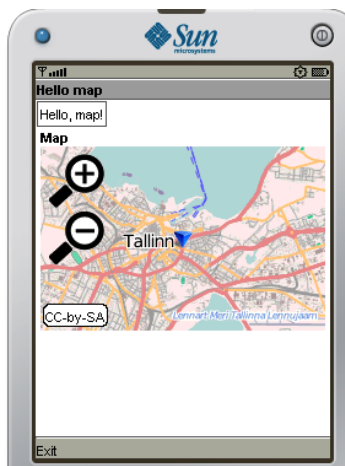 Sun
microsystems
Hello map
Hello, map!
Map
Tallinn
CC-by-SA
Lennart Meri Tallinna Lennujaam
Exit